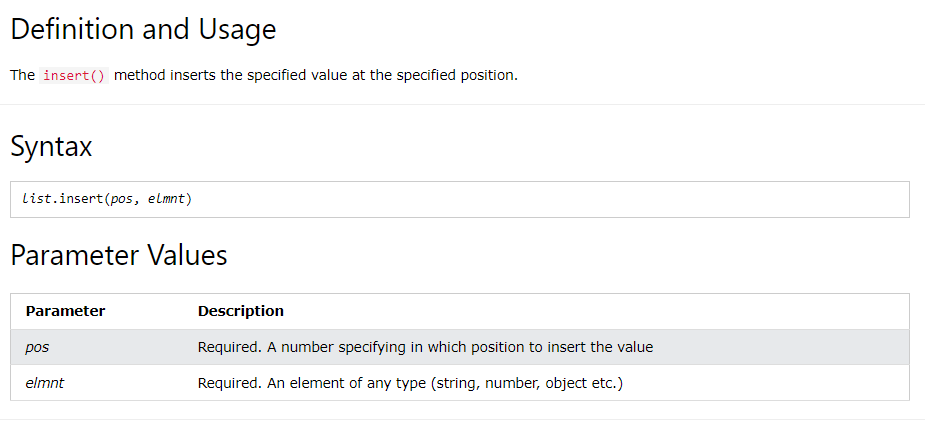 Definition and Usage
The insert() method inserts the specified value at the specified position.
Syntax
list.insert(pos, elmnt)
Parameter Values
Parameter Description
pos Required. A number specifying in which position to insert the value
elmnt Required. An element of any type (string, number, object etc.)